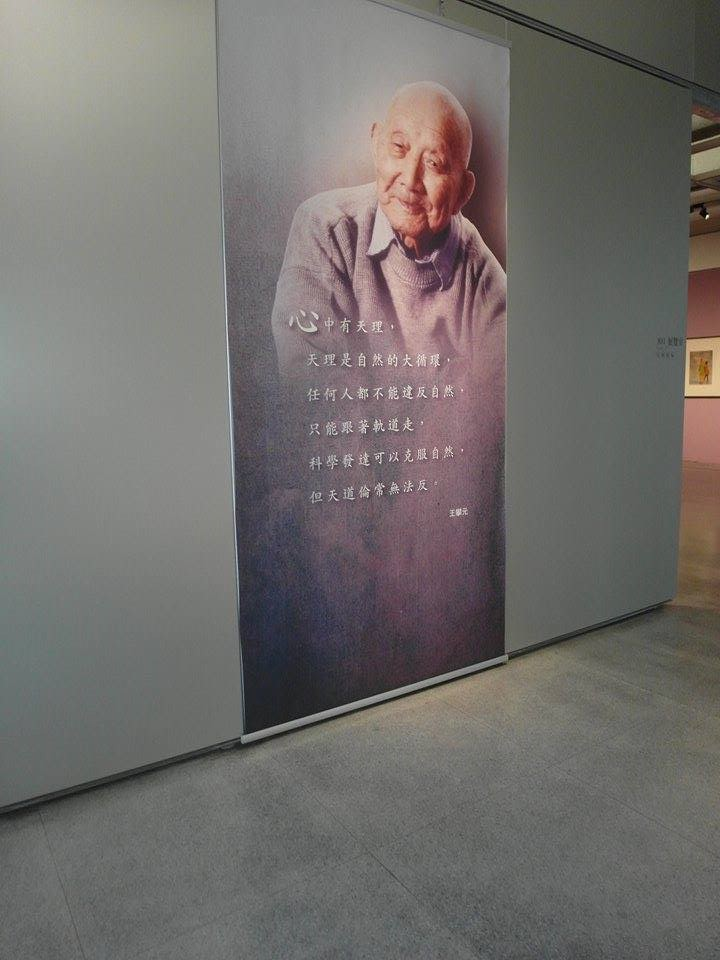 心中有天理，
天理是自然的大循環，
任何人都不能違反自然，
只能跟著軌道走，
科學發達可以克服自然，
但天道倫常無法反。
王攀元